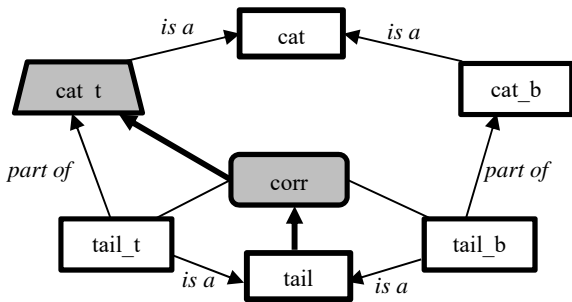 is a
cat
is a
cat_t
cat_b
part of
corr
part of
tail_t
tail_b
is a
tail
is a